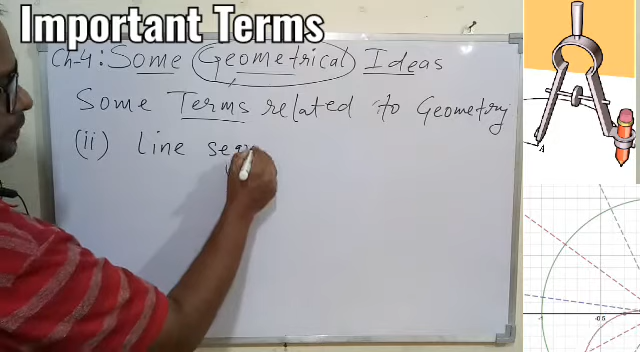 Important Terms
Ch-4: Some Geometrical Ideas
Some Terms related to Geometry
(ii) Line seg
A
-0.5